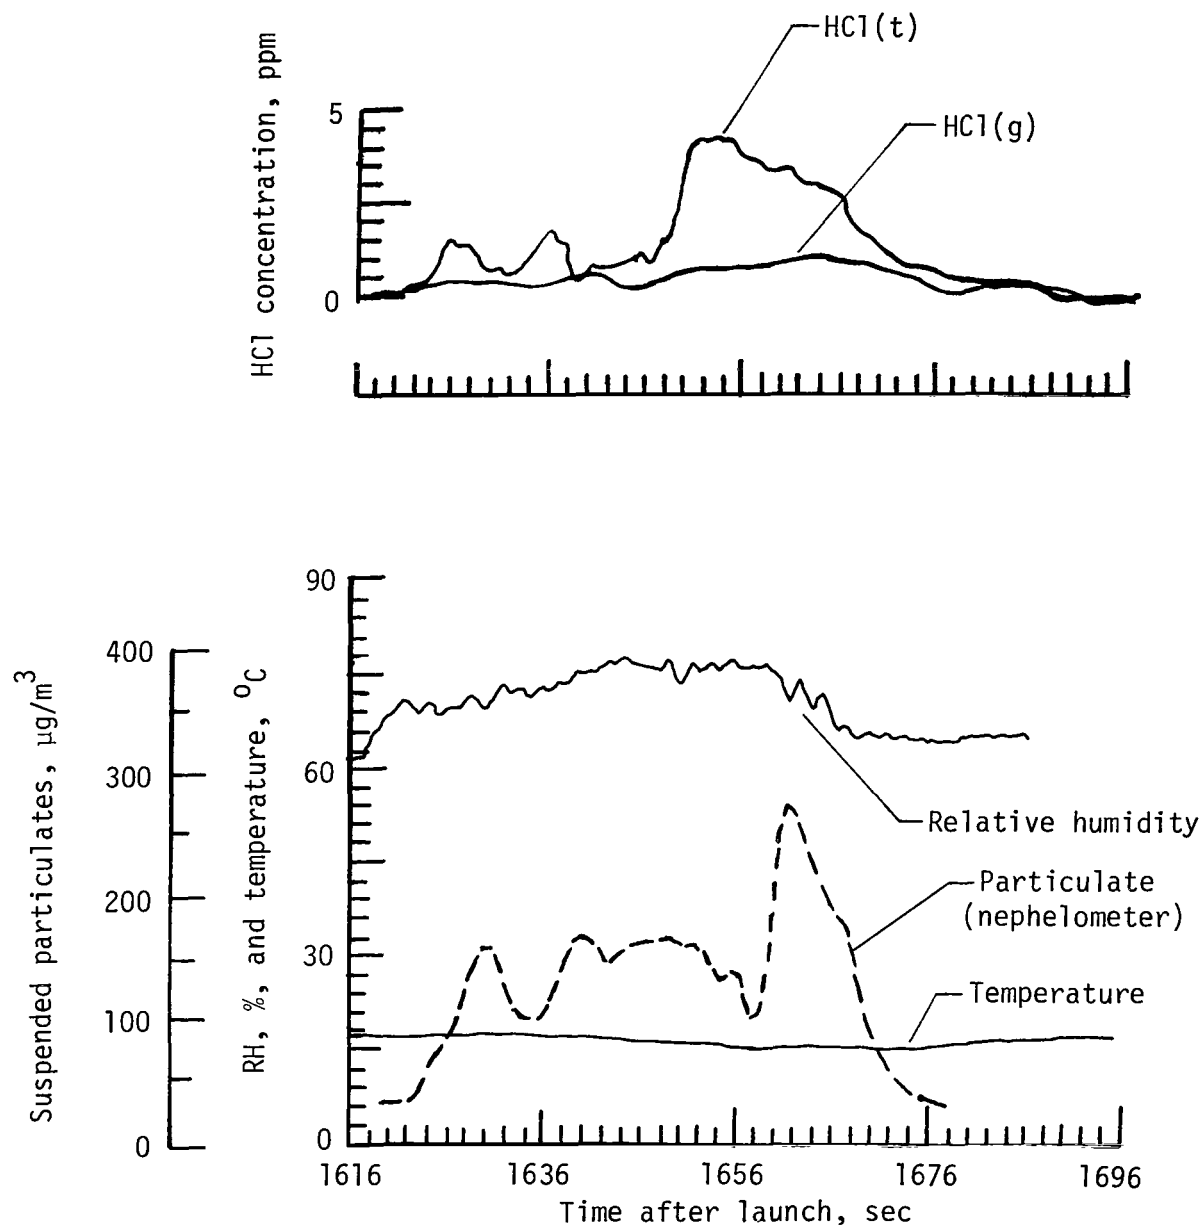 HCl(t)
HCl(g)
HCl concentration, ppm
5
0
Suspended particulates, µg/m³
400
300
200
100
0
RH, %, and temperature, ºC
90
60
30
0
Relative humidity
Particulate
(nephelometer)
Temperature
1616 1636 1656 1676 1696
Time after launch, sec